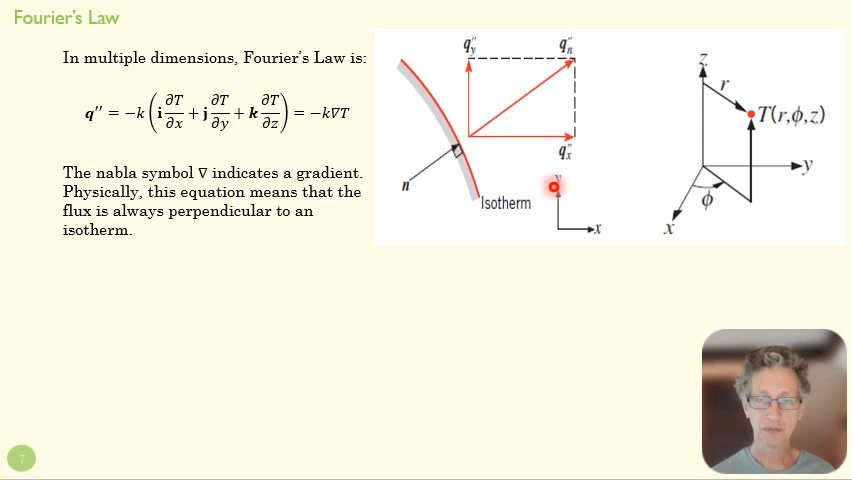 Fourier's Law
In multiple dimensions, Fourier's Law is:
q″ = −k(i ∂T/∂x + j ∂T/∂y + k ∂T/∂z) = −k∇T
The nabla symbol ∇ indicates a gradient.
Physically, this equation means that the
flux is always perpendicular to an
isotherm.
q″y
q″n
q″x
n
Isotherm
y
x
z
r
T(r,ϕ,z)
y
ϕ
x
7